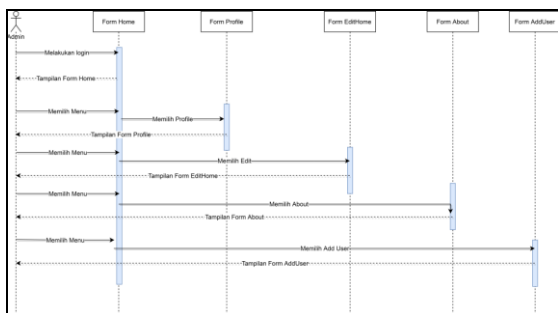 Form Home
Form Profile
Form EditHome
Form About
Form AddUser
Admin
Melakukan login
Tampilan Form Home
Memilih Menu
Memilih Profile
Tampilan Form Profile
Memilih Menu
Memilih Edit
Tampilan Form EditHome
Memilih Menu
Memilih About
Tampilan Form About
Memilih Menu
Memilih Add User
Tampilan Form AddUser